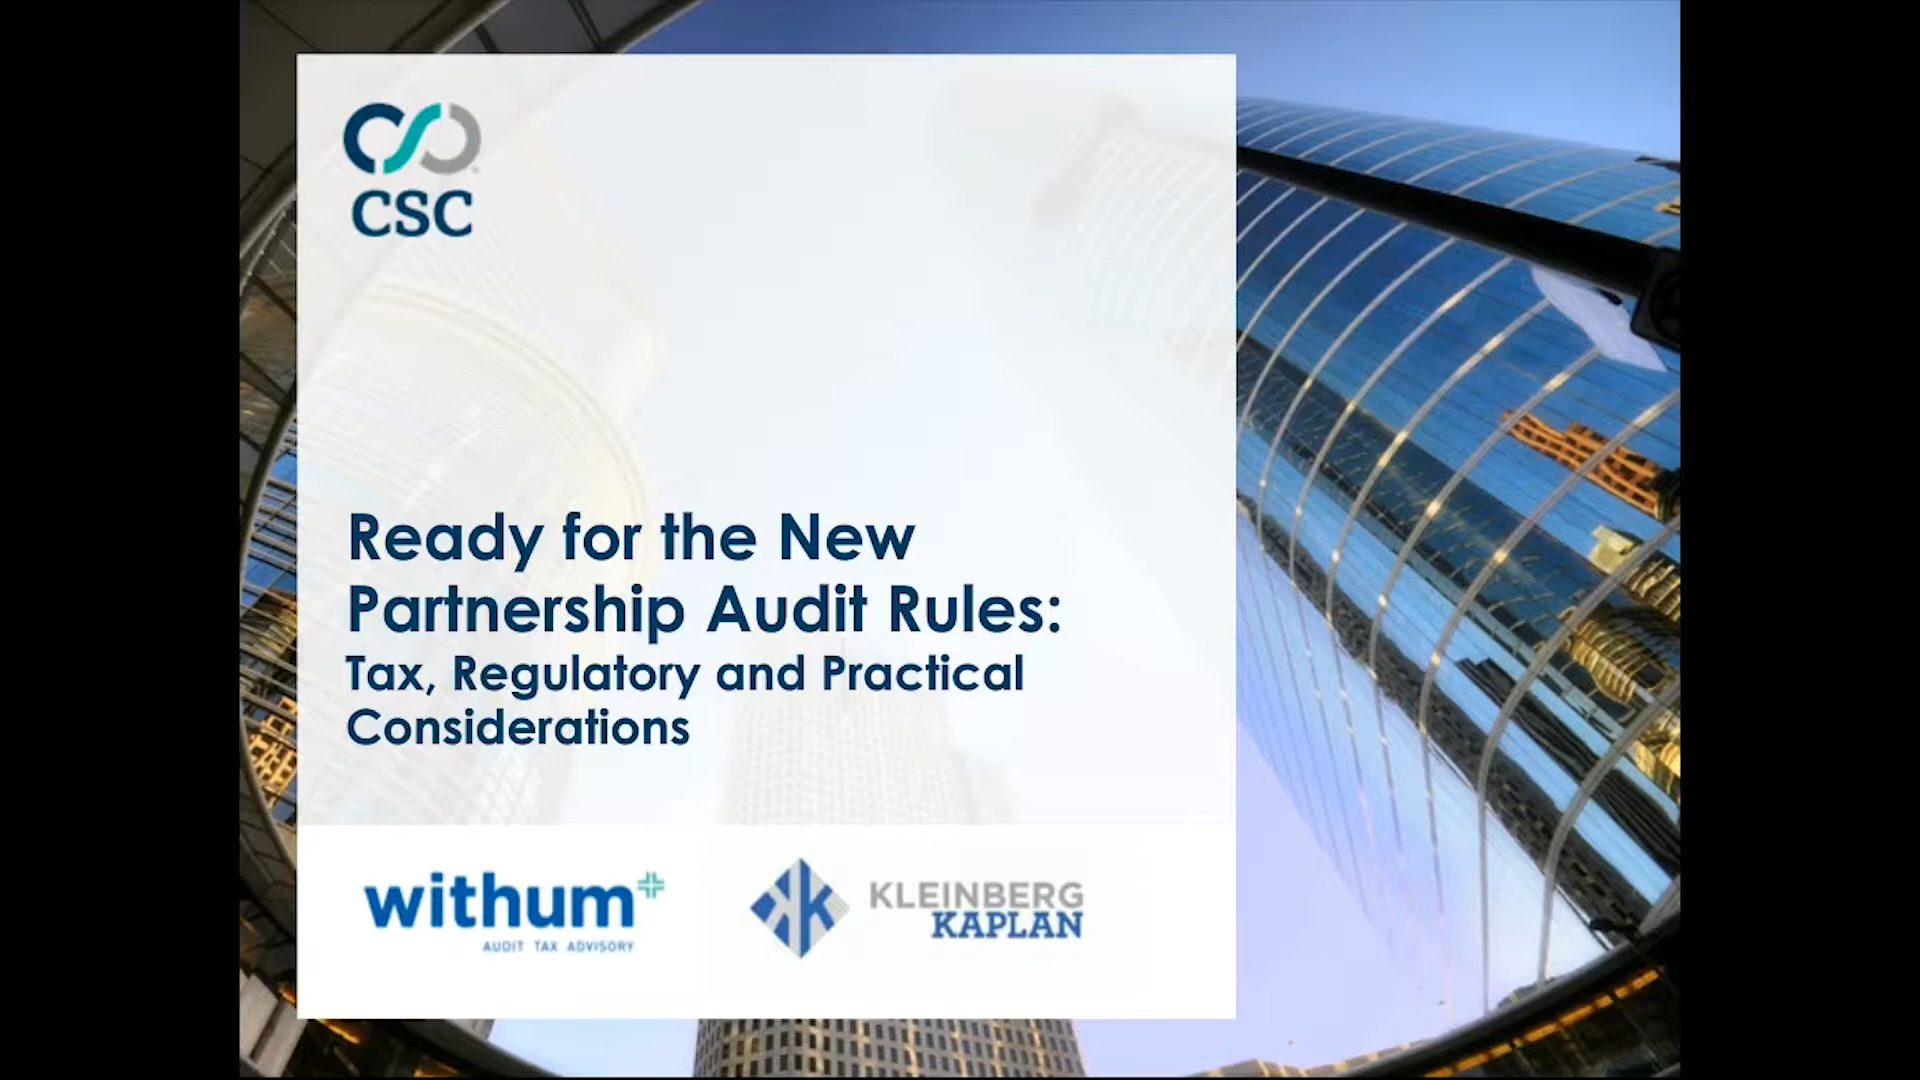 CSC
Ready for the New
Partnership Audit Rules:
Tax, Regulatory and Practical
Considerations
withum+
AUDIT TAX ADVISORY
KLEINBERG
KAPLAN